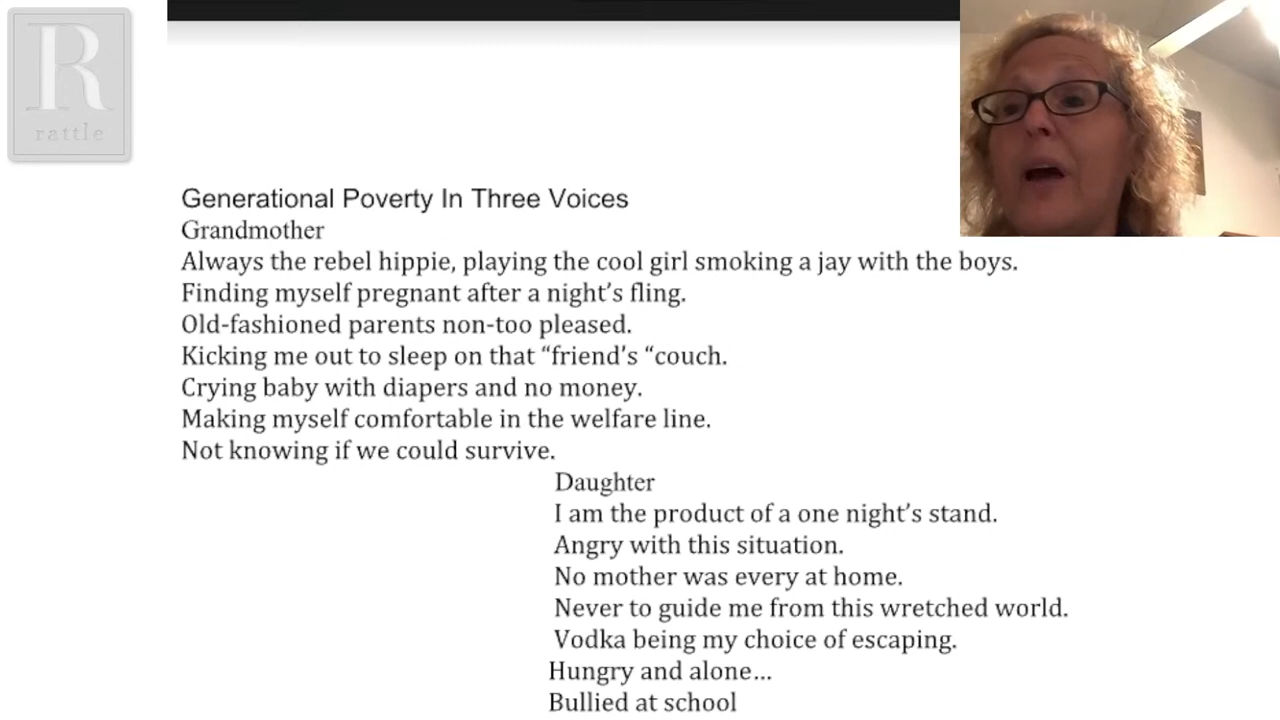 R
rattle
Generational Poverty In Three Voices
Grandmother
Always the rebel hippie, playing the cool girl smoking a jay with the boys.
Finding myself pregnant after a night’s fling.
Old-fashioned parents non-too pleased.
Kicking me out to sleep on that “friend’s “couch.
Crying baby with diapers and no money.
Making myself comfortable in the welfare line.
Not knowing if we could survive.
Daughter
I am the product of a one night’s stand.
Angry with this situation.
No mother was every at home.
Never to guide me from this wretched world.
Vodka being my choice of escaping.
Hungry and alone…
Bullied at school